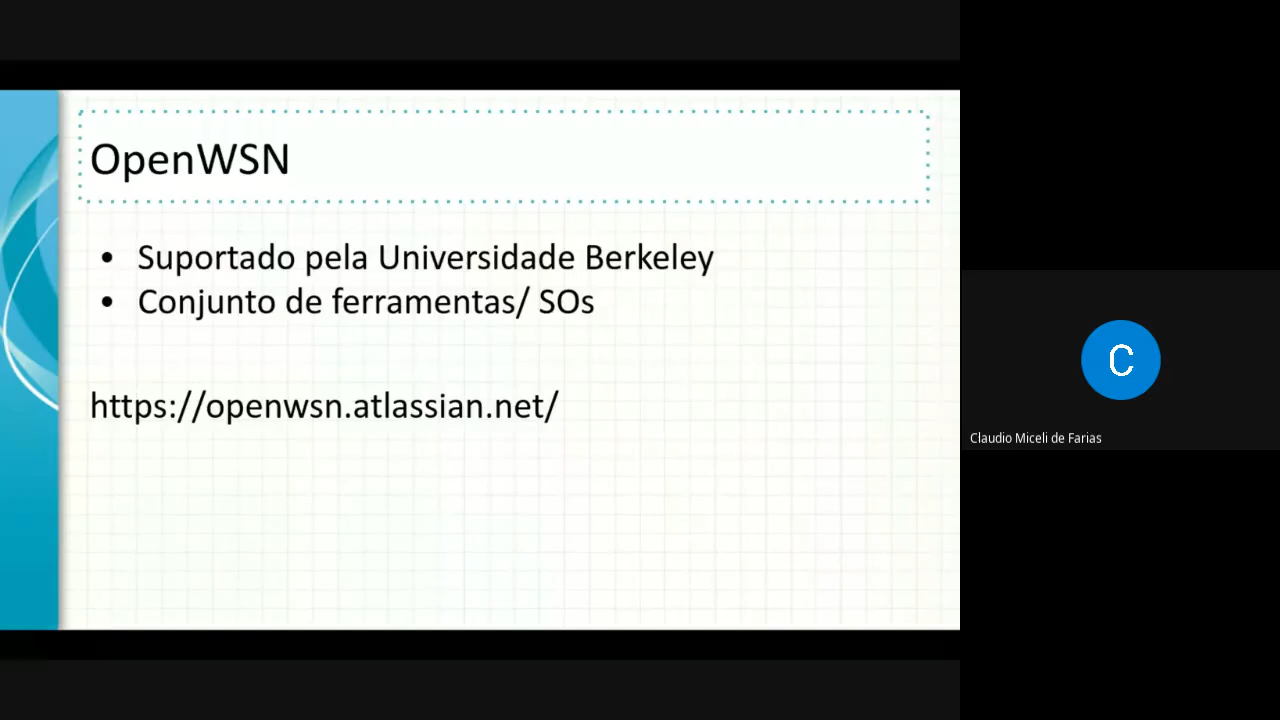 OpenWSN
• Suportado pela Universidade Berkeley
• Conjunto de ferramentas/ SOs
https://openwsn.atlassian.net/
C
Claudio Miceli de Farias